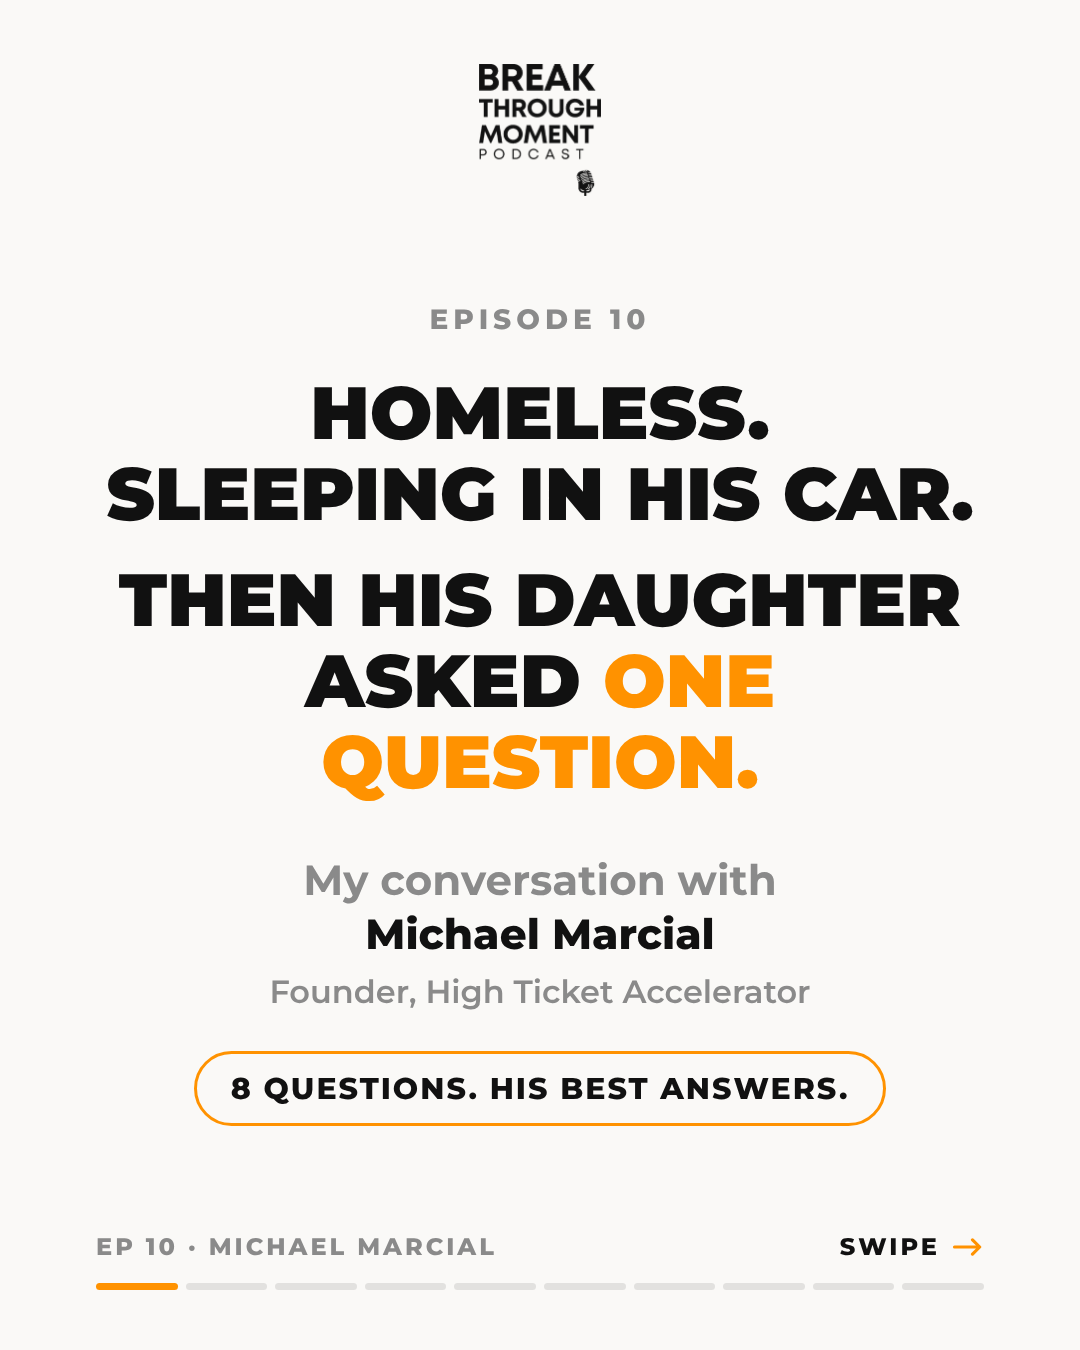 BREAK
THROUGH
MOMENT
PODCAST
EPISODE 10
HOMELESS.
SLEEPING IN HIS CAR.
THEN HIS DAUGHTER
ASKED ONE
QUESTION.
My conversation with
Michael Marcial
Founder, High Ticket Accelerator
8 QUESTIONS. HIS BEST ANSWERS.
EP 10 · MICHAEL MARCIAL
SWIPE →